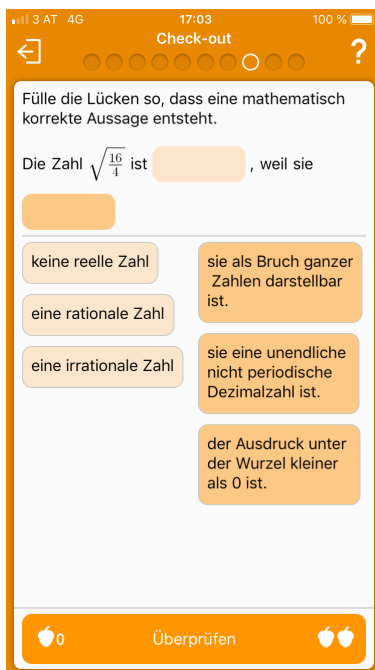 3 AT 4G 17:03 100 %
Check-out
?
Fülle die Lücken so, dass eine mathematisch
korrekte Aussage entsteht.
Die Zahl √(16/4) ist , weil sie
keine reelle Zahl
eine rationale Zahl
eine irrationale Zahl
sie als Bruch ganzer
Zahlen darstellbar
ist.
sie eine unendliche
nicht periodische
Dezimalzahl ist.
der Ausdruck unter
der Wurzel kleiner
als 0 ist.
0 Überprüfen